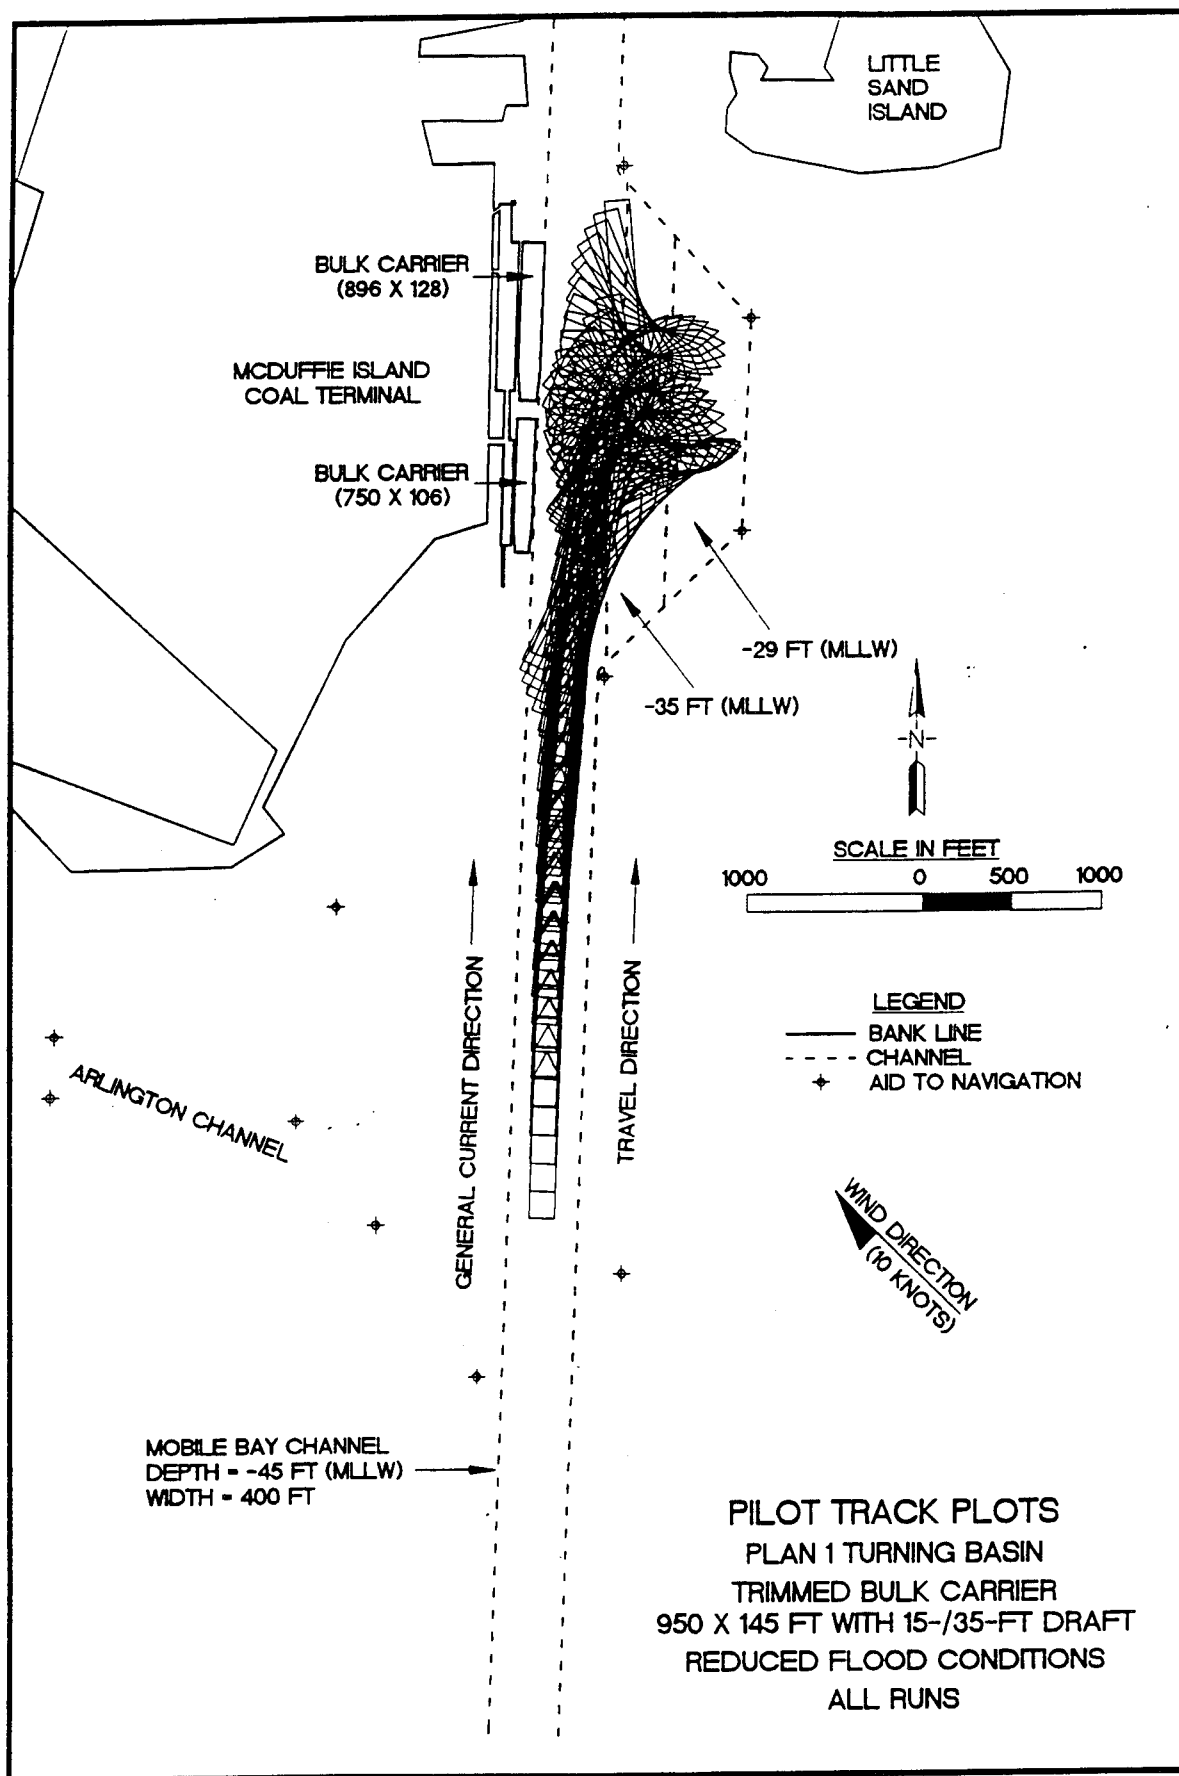 LITTLE
SAND
ISLAND
BULK CARRIER
(896 X 128)
MCDUFFIE ISLAND
COAL TERMINAL
BULK CARRIER
(750 X 106)
-29 FT (MLLW)
-35 FT (MLLW)
-N-
SCALE IN FEET
1000 0 500 1000
GENERAL CURRENT DIRECTION
TRAVEL DIRECTION
LEGEND
BANK LINE
CHANNEL
AID TO NAVIGATION
ARLINGTON CHANNEL
WIND DIRECTION
(10 KNOTS)
MOBILE BAY CHANNEL
DEPTH = -45 FT (MLLW)
WIDTH = 400 FT
PILOT TRACK PLOTS
PLAN 1 TURNING BASIN
TRIMMED BULK CARRIER
950 X 145 FT WITH 15-/35-FT DRAFT
REDUCED FLOOD CONDITIONS
ALL RUNS